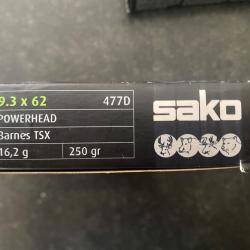 9.3 x 62 477D
POWERHEAD
Barnes TSX
16,2 g 250 gr
sako